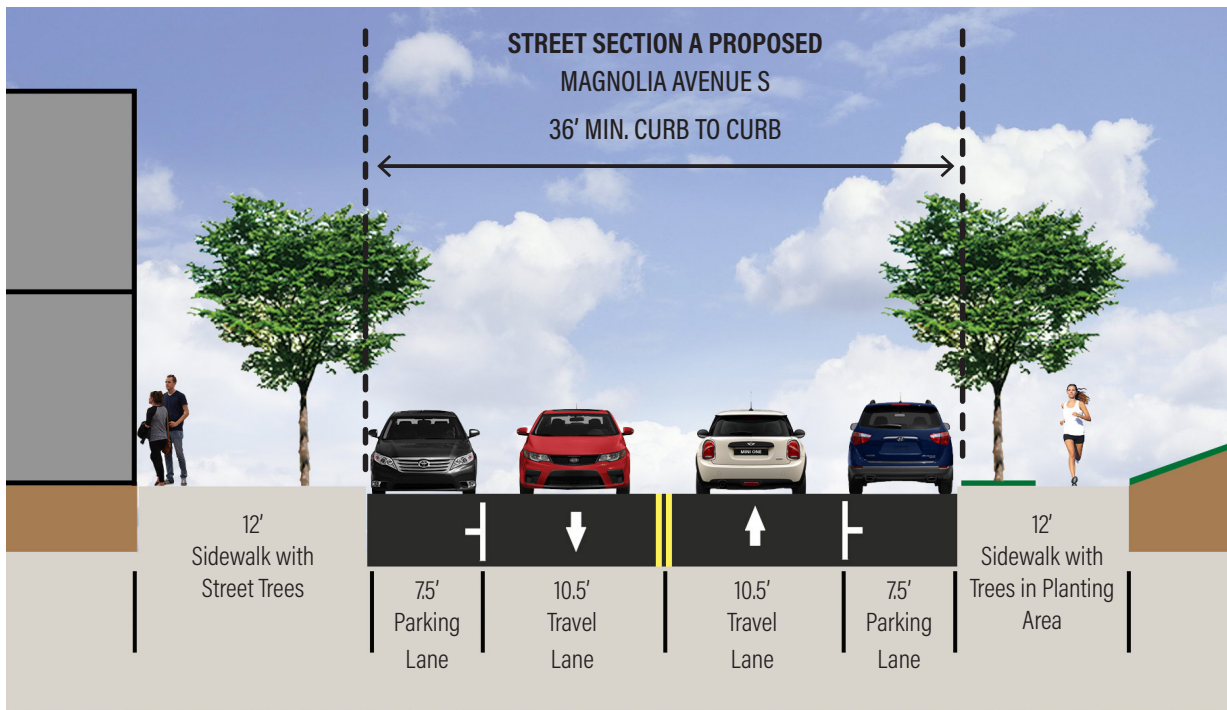 STREET SECTION A PROPOSED
MAGNOLIA AVENUE S
36' MIN. CURB TO CURB
MINI ONE
12'
Sidewalk with
Street Trees
7.5'
Parking
Lane
10.5'
Travel
Lane
10.5'
Travel
Lane
7.5'
Parking
Lane
12'
Sidewalk with
Trees in Planting
Area